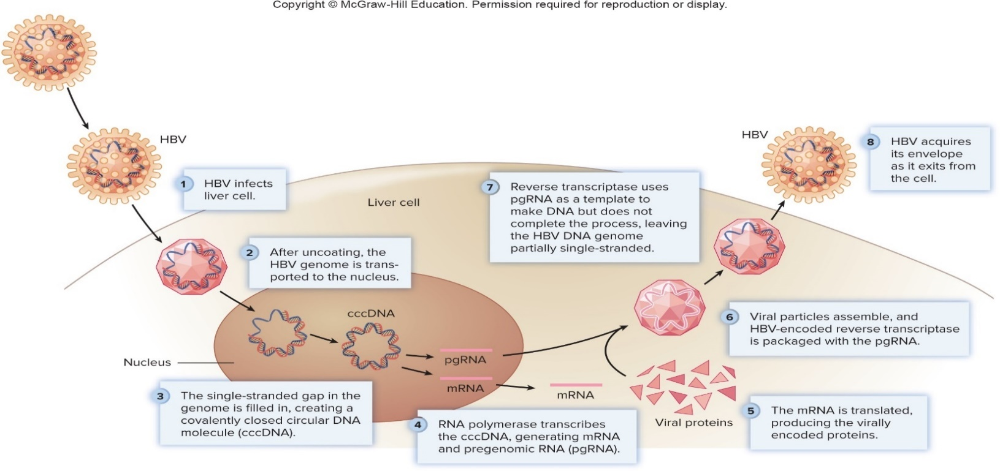 Copyright © McGraw-Hill Education. Permission required for reproduction or display.
HBV
1
HBV infects
liver cell.
Liver cell
2
After uncoating, the
HBV genome is trans-
ported to the nucleus.
cccDNA
Nucleus
3
The single-stranded gap in the
genome is filled in, creating a
covalently closed circular DNA
molecule (cccDNA).
pgRNA
mRNA
4
RNA polymerase transcribes
the cccDNA, generating mRNA
and pregenomic RNA (pgRNA).
mRNA
Viral proteins
5
The mRNA is translated,
producing the virally
encoded proteins.
6
Viral particles assemble, and
HBV-encoded reverse transcriptase
is packaged with the pgRNA.
7
Reverse transcriptase uses
pgRNA as a template to
make DNA but does not
complete the process, leaving
the HBV DNA genome
partially single-stranded.
HBV
8
HBV acquires
its envelope
as it exits from
the cell.